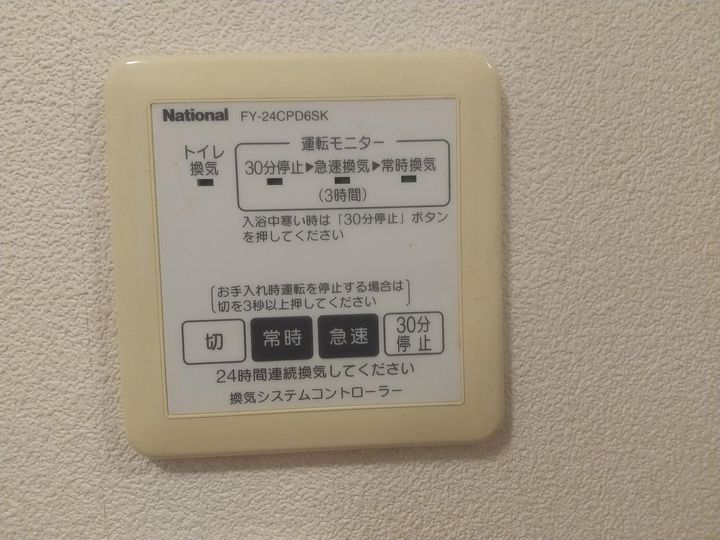 National FY-24CPD6SK
トイレ
換気
運転モニター
30分停止▶急速換気▶常時換気
(3時間)
入浴中寒い時は「30分停止」ボタン
を押してください
お手入れ時運転を停止する場合は
切を3秒以上押してください
切 常時 急速 30分
停止
24時間連続換気してください
換気システムコントローラー